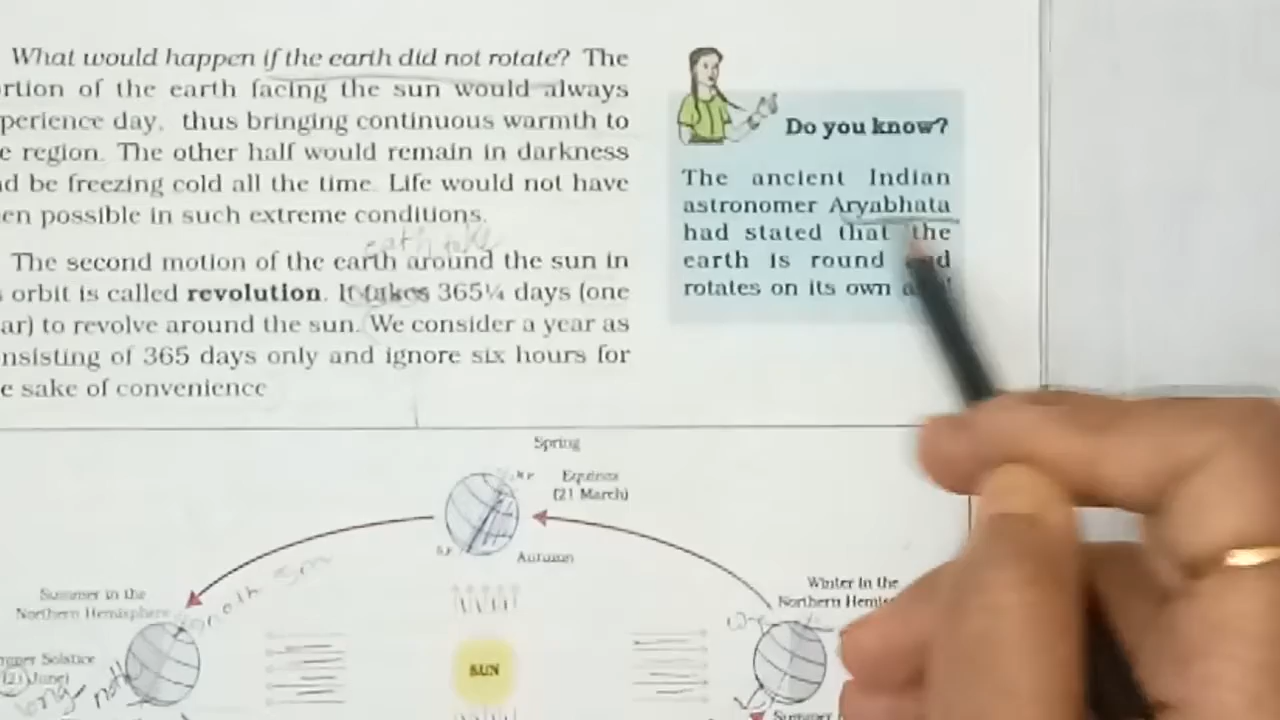 What would happen if the earth did not rotate? The
rtion of the earth facing the sun would always
perience day, thus bringing continuous warmth to
e region. The other half would remain in darkness
d be freezing cold all the time. Life would not have
en possible in such extreme conditions.
The second motion of the earth around the sun in
orbit is called revolution. It takes 365¼ days (one
ar) to revolve around the sun. We consider a year as
nsisting of 365 days only and ignore six hours for
e sake of convenience
Do you know?
The ancient Indian
astronomer Aryabhata
had stated that the
earth is round
rotates on its own
Spring
Equinox
(21 March)
Autumn
Summer in the
Northern Hemisphere
Solstice
(21 June)
SUN
Winter in the
Northern
Summer